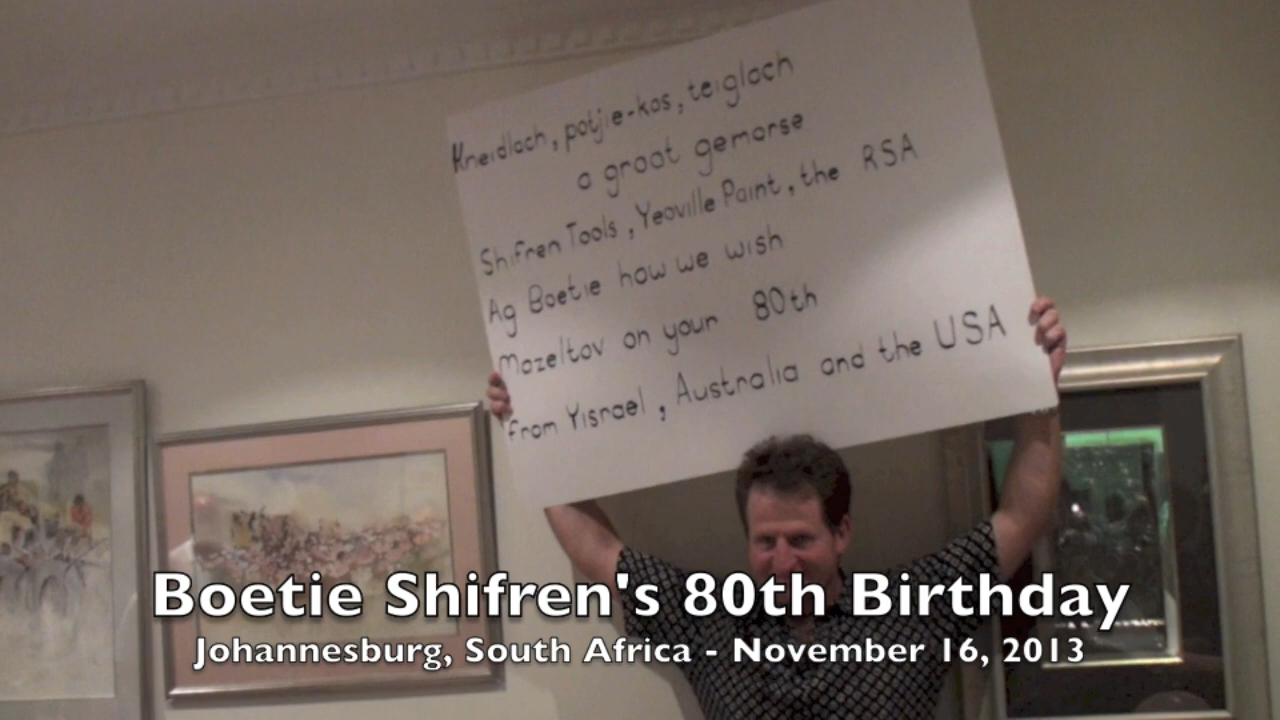 Kneidlach, potjie-kos, teiglach
a groot gemorse
Shifren Tools, Yeoville Paint, the RSA
Ag Boetie how we wish
Mazeltov on your 80th
from Yisrael, Australia and the USA
Boetie Shifren's 80th Birthday
Johannesburg, South Africa - November 16, 2013